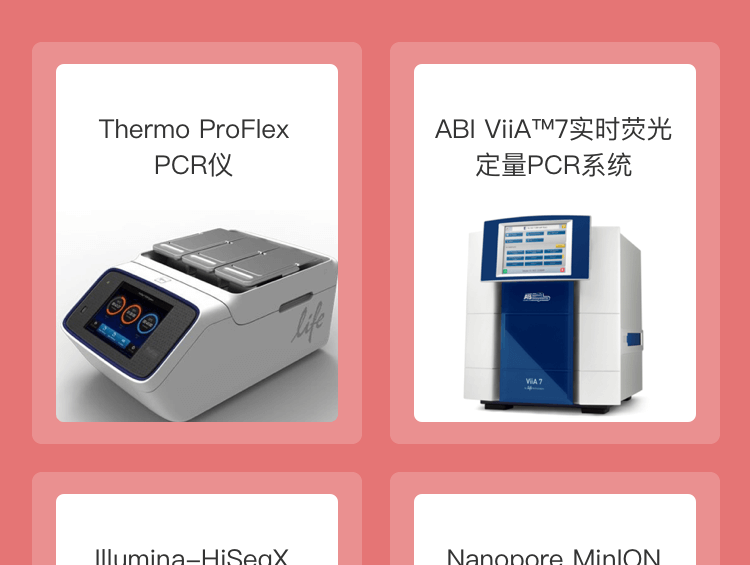 Thermo ProFlex
PCR仪
ABI ViiA™7实时荧光
定量PCR系统
life
ViiA 7
Illumina-HiSeqX
Nanopore MinION